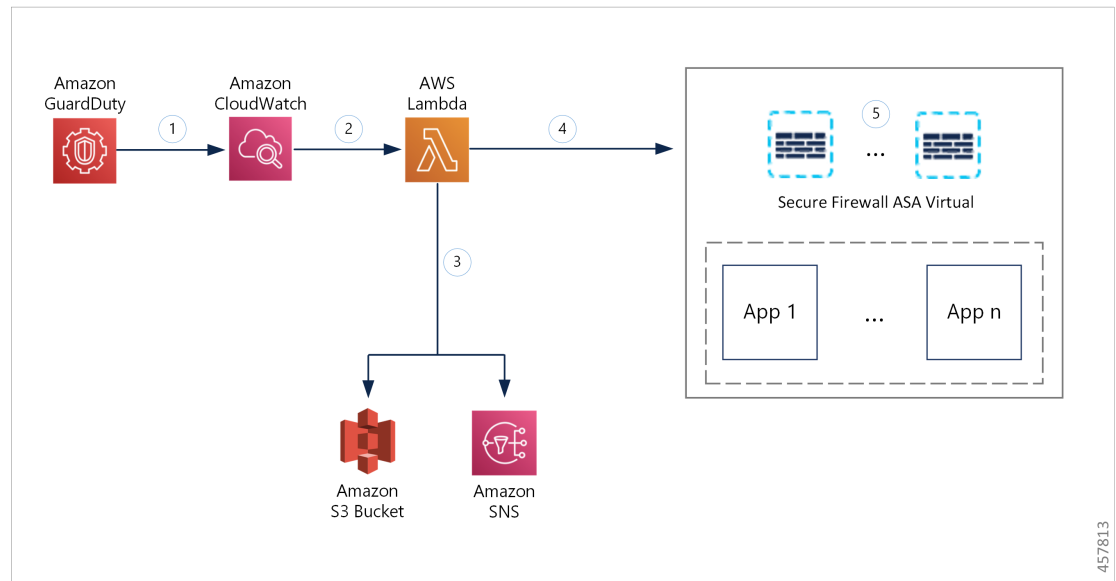 Amazon
GuardDuty
1
Amazon
CloudWatch
2
AWS
Lambda
4
5
...
Secure Firewall ASA Virtual
3
App 1
...
App n
Amazon
S3 Bucket
Amazon
SNS
457813